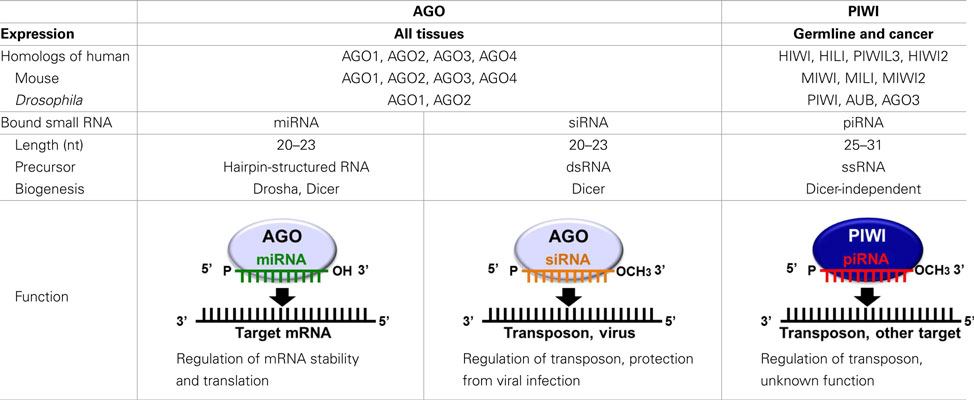 AGO PIWI
Expression All tissues Germline and cancer
Homologs of human AGO1, AGO2, AGO3, AGO4 HIWI, HILI, PIWIL3, HIWI2
Mouse AGO1, AGO2, AGO3, AGO4 MIWI, MILI, MIWI2
Drosophila AGO1, AGO2 PIWI, AUB, AGO3
Bound small RNA miRNA siRNA piRNA
Length (nt) 20–23 20–23 25–31
Precursor Hairpin-structured RNA dsRNA ssRNA
Biogenesis Drosha, Dicer Dicer Dicer-independent
Function
AGO
miRNA
5’ P OH 3’
3’ 5’
Target mRNA
Regulation of mRNA stability
and translation
AGO
siRNA
5’ P OCH3 3’
3’ 5’
Transposon, virus
Regulation of transposon, protection
from viral infection
PIWI
piRNA
5’ P OCH3 3’
3’ 5’
Transposon, other target
Regulation of transposon,
unknown function